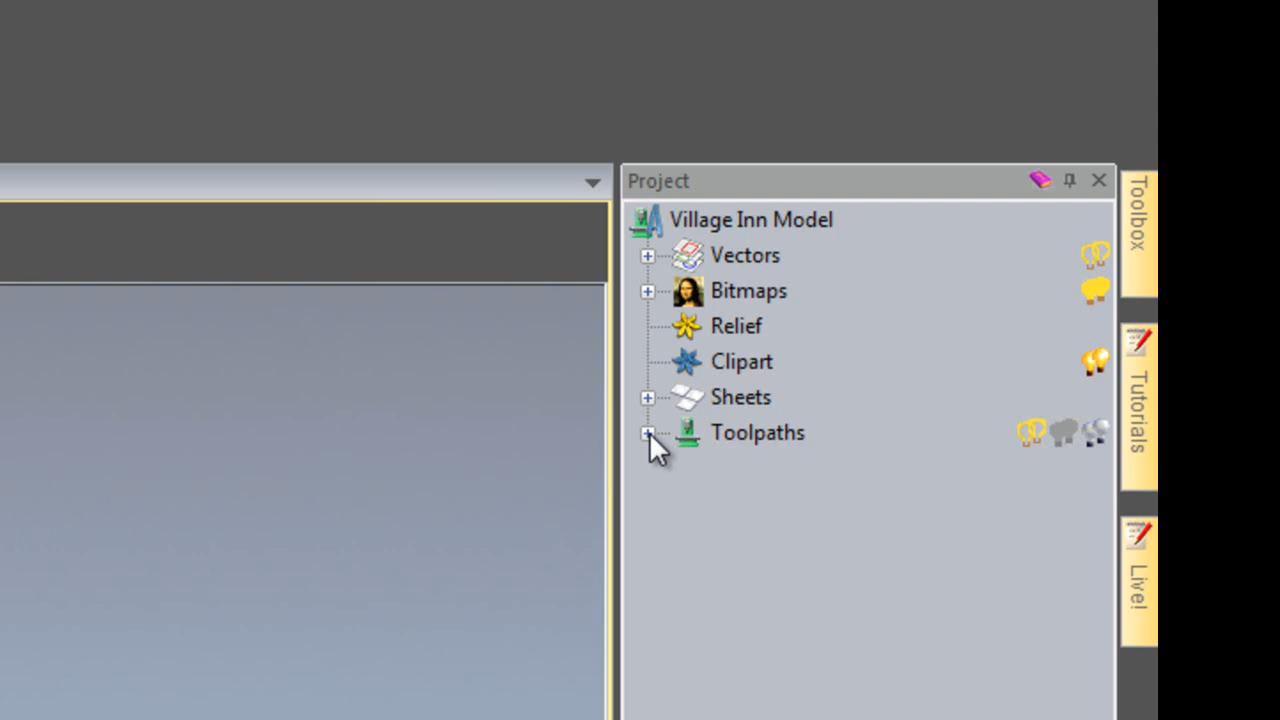 Project
Village Inn Model
Vectors
Bitmaps
Relief
Clipart
Sheets
Toolpaths
Toolbox
Tutorials
Live!